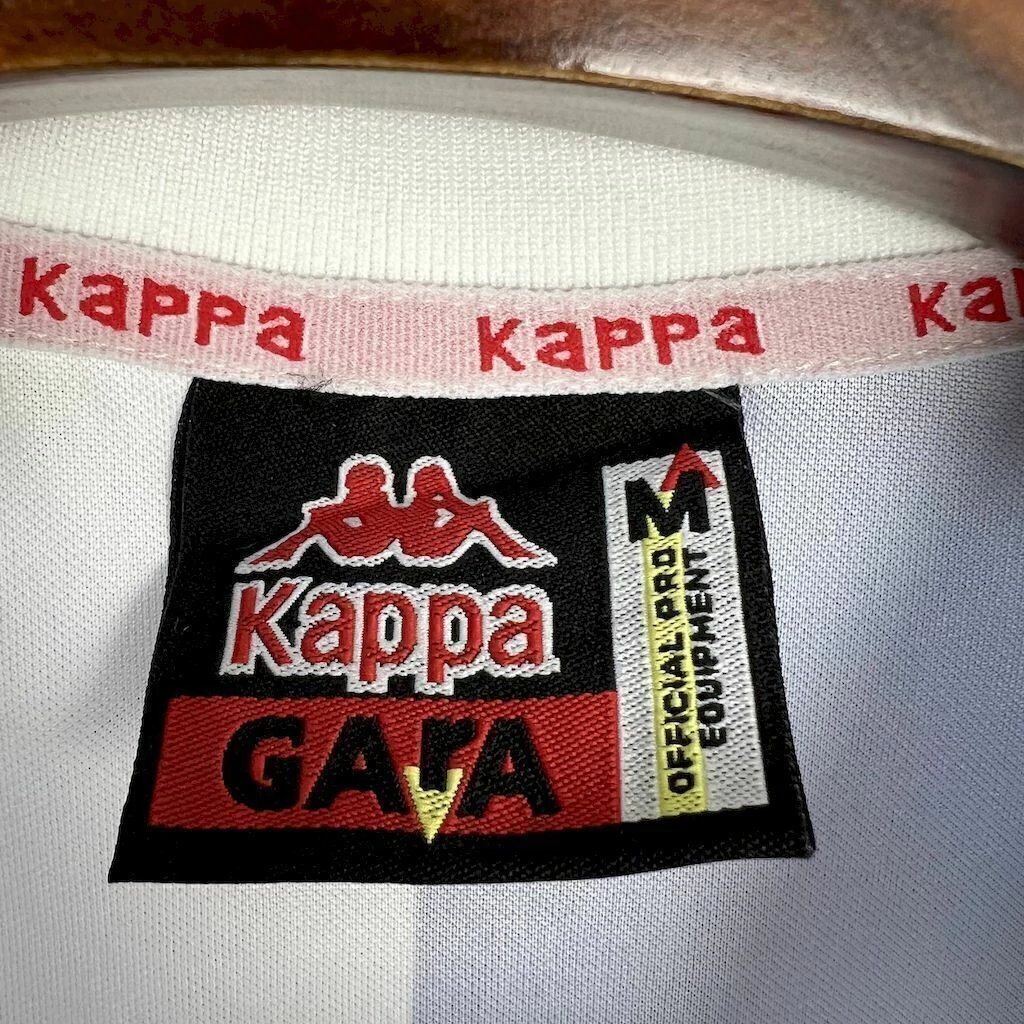 Kappa Kappa Ka
Kappa
GArA
M
OFFICIAL PRO
EQUIPMENT